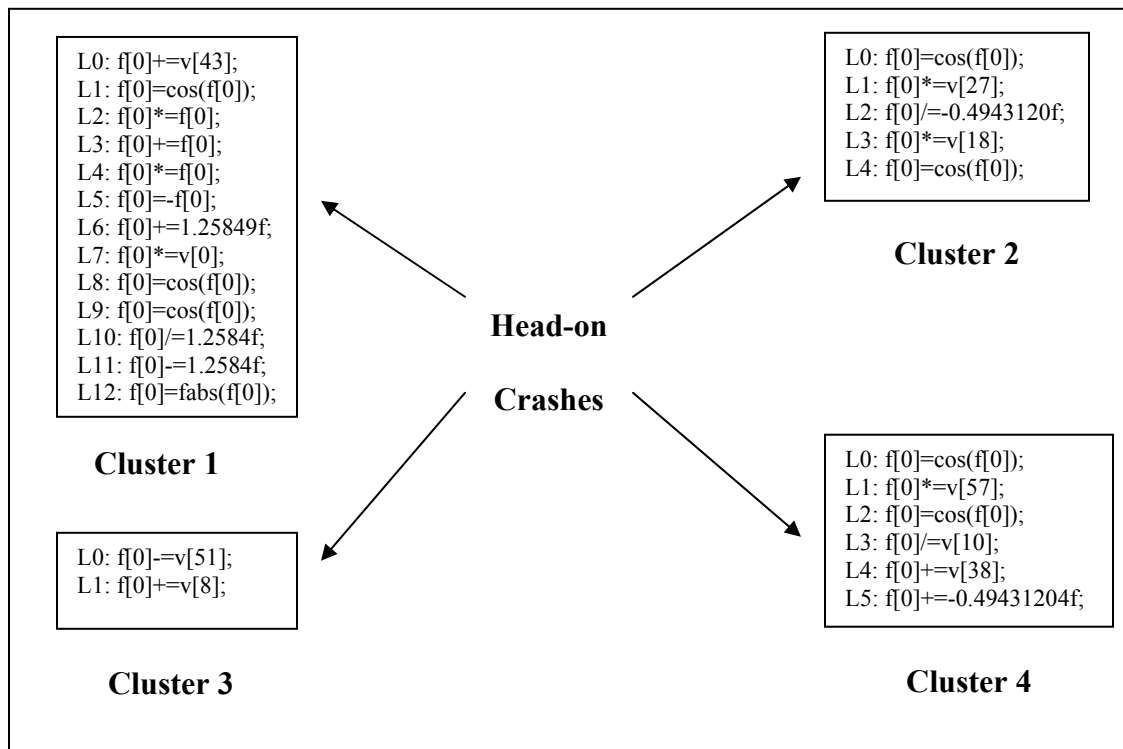 L0: f[0]+=v[43];
L1: f[0]=cos(f[0]);
L2: f[0]*=f[0];
L3: f[0]+=f[0];
L4: f[0]*=f[0];
L5: f[0]=-f[0];
L6: f[0]+=1.25849f;
L7: f[0]*=v[0];
L8: f[0]=cos(f[0]);
L9: f[0]=cos(f[0]);
L10: f[0]/=1.2584f;
L11: f[0]-=1.2584f;
L12: f[0]=fabs(f[0]);
Cluster 1
L0: f[0]=cos(f[0]);
L1: f[0]*=v[27];
L2: f[0]/=-0.4943120f;
L3: f[0]*=v[18];
L4: f[0]=cos(f[0]);
Cluster 2
Head-on
Crashes
L0: f[0]-=v[51];
L1: f[0]+=v[8];
Cluster 3
L0: f[0]=cos(f[0]);
L1: f[0]*=v[57];
L2: f[0]=cos(f[0]);
L3: f[0]/=v[10];
L4: f[0]+=v[38];
L5: f[0]+=-0.49431204f;
Cluster 4